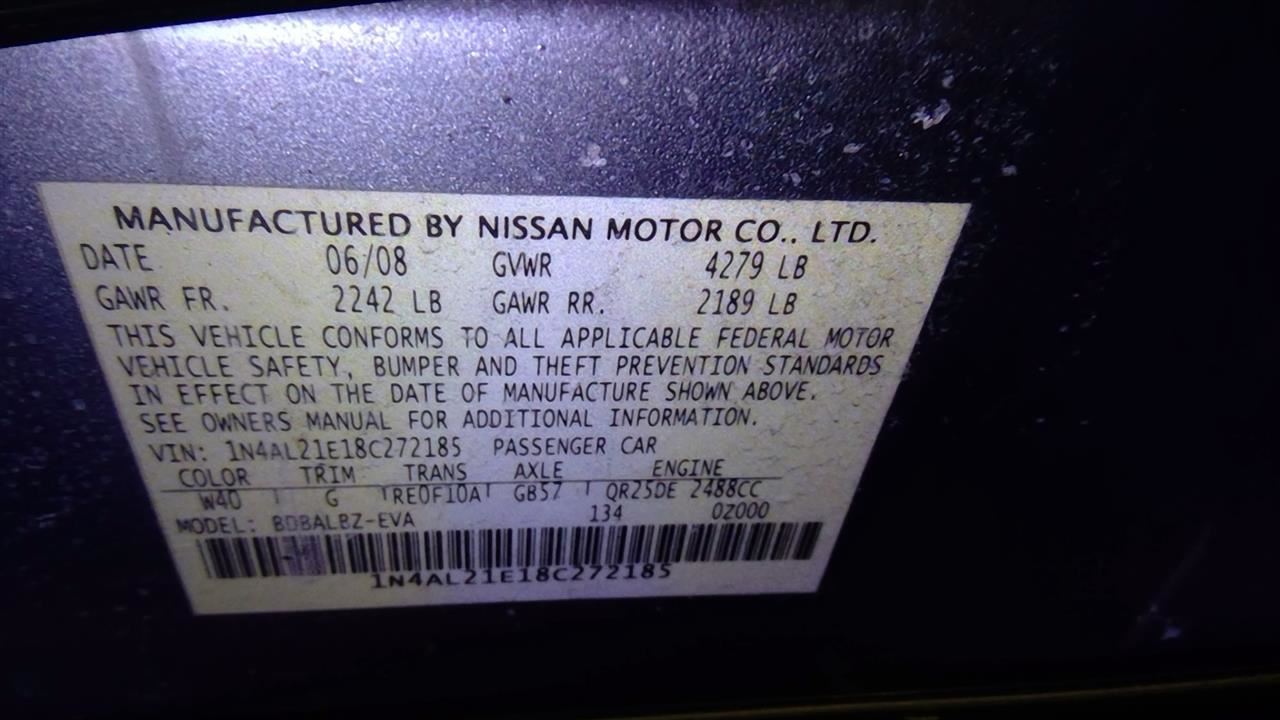 MANUFACTURED BY NISSAN MOTOR CO., LTD.
DATE 06/08 GVWR 4279 LB
GAWR FR. 2242 LB GAWR RR. 2189 LB
THIS VEHICLE CONFORMS TO ALL APPLICABLE FEDERAL MOTOR
VEHICLE SAFETY, BUMPER AND THEFT PREVENTION STANDARDS
IN EFFECT ON THE DATE OF MANUFACTURE SHOWN ABOVE.
SEE OWNERS MANUAL FOR ADDITIONAL INFORMATION.
VIN: 1N4AL21E18C272185 PASSENGER CAR
COLOR TRIM TRANS AXLE ENGINE
W40 G RE0F10A GB57 QR25DE 2488CC
MODEL: BDBALBZ-EVA 134 0Z000
1N4AL21E18C272185